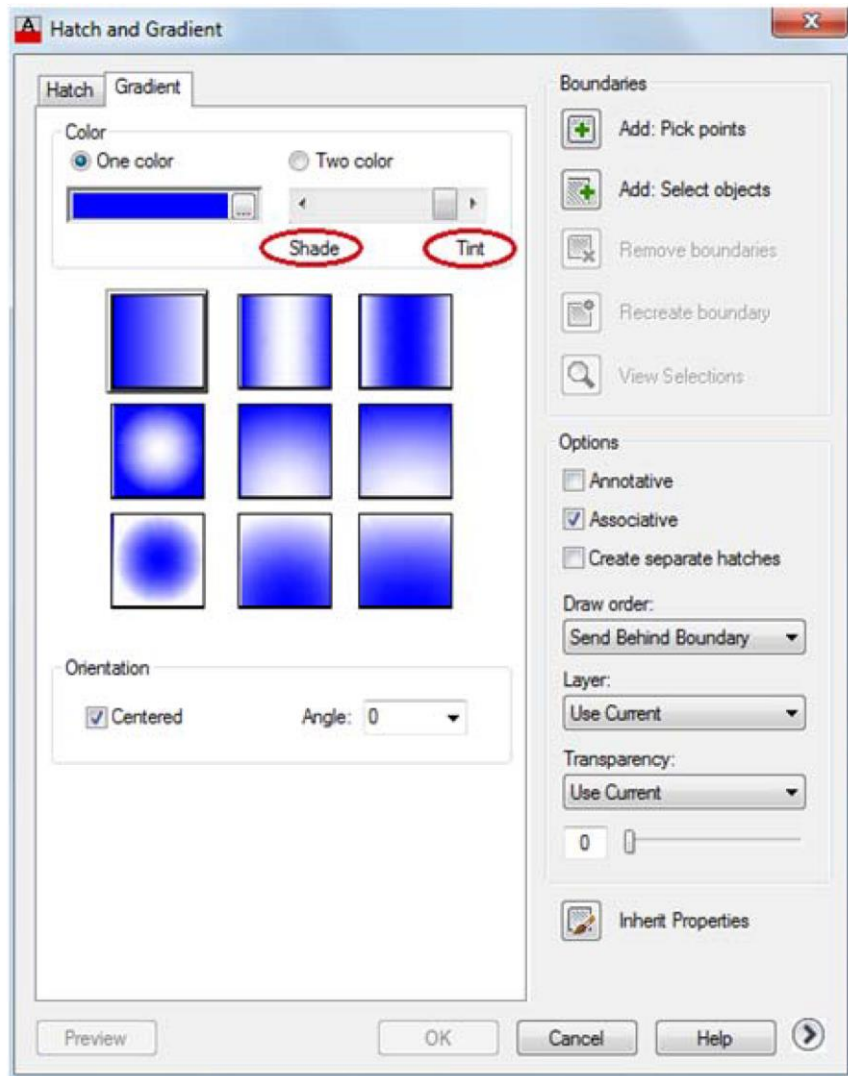 Hatch and Gradient
Hatch
Gradient
Color
One color
Two color
...
Shade
Tint
Orientation
Centered
Angle: 0
Boundaries
Add: Pick points
Add: Select objects
Remove boundaries
Recreate boundary
View Selections
Options
Annotative
Associative
Create separate hatches
Draw order:
Send Behind Boundary
Layer:
Use Current
Transparency:
Use Current
0
Inherit Properties
Preview
OK
Cancel
Help